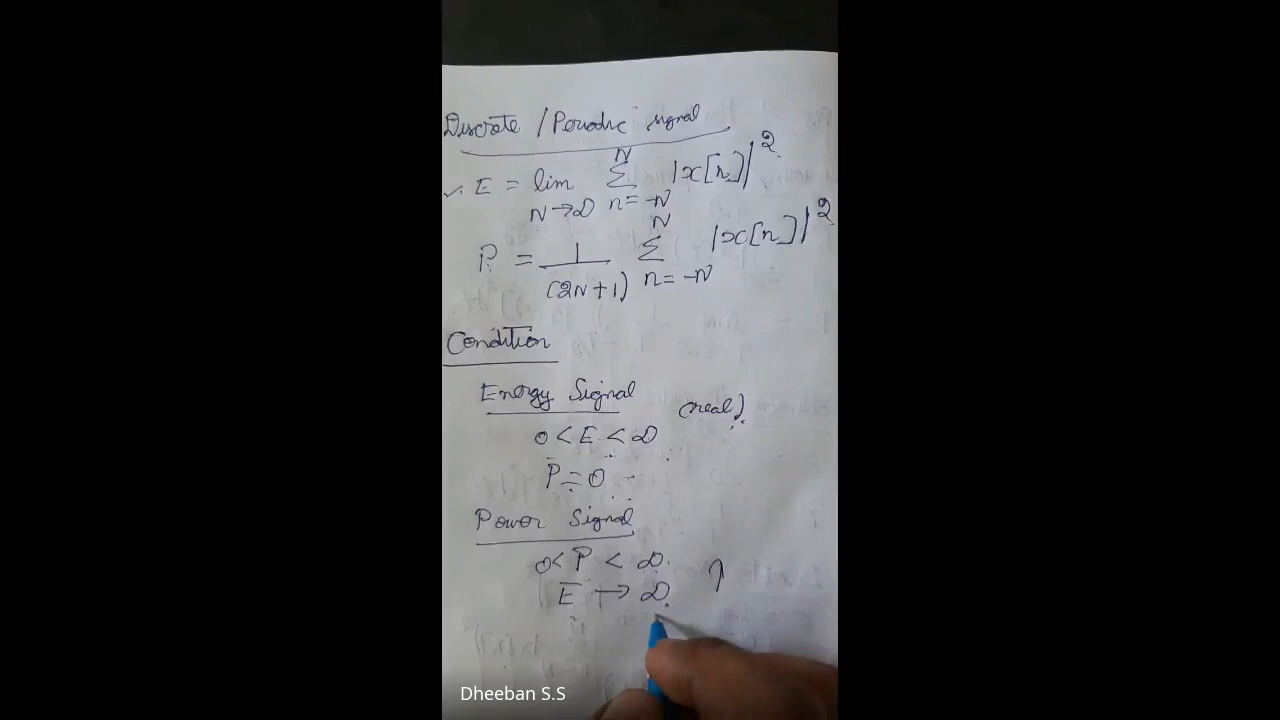 Discrete / Periodic signal
E = lim N→∞ N Σ n=-N |x[n]|²
P = 1/(2N+1) N Σ n=-N |x[n]|²
Condition
Energy Signal
(real)
0 < E < ∞
P = 0
Power Signal
0 < P < ∞
E → ∞
Dheeban S.S